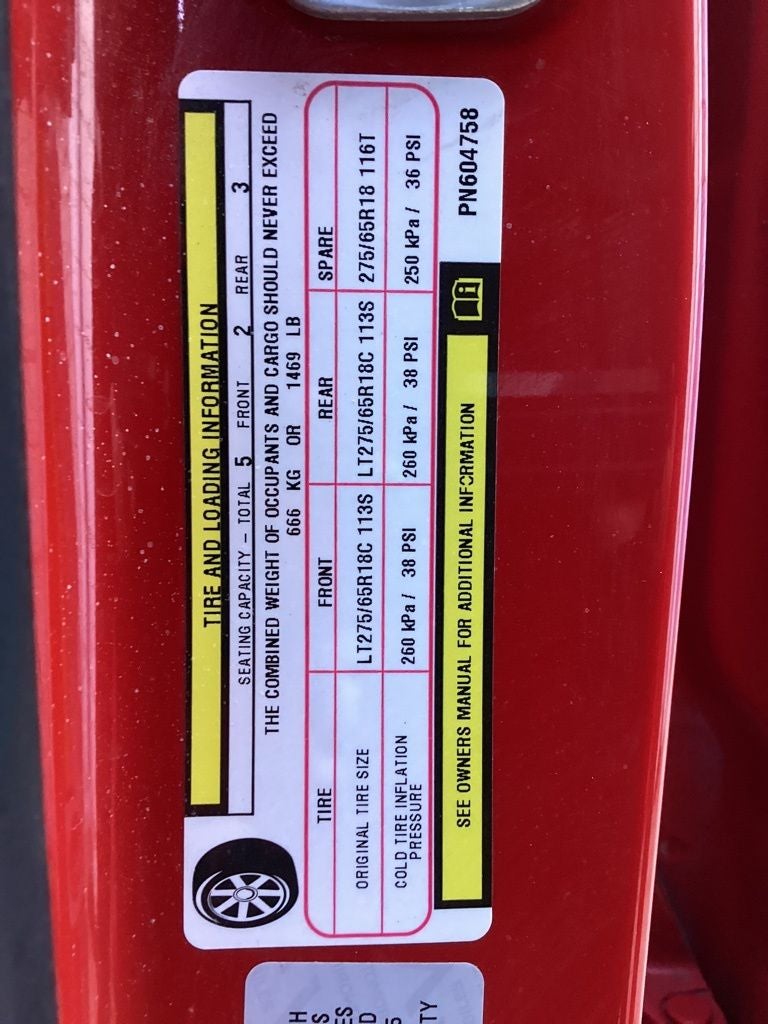 TIRE AND LOADING INFORMATION
SEATING CAPACITY – TOTAL 5 FRONT 2 REAR 3
THE COMBINED WEIGHT OF OCCUPANTS AND CARGO SHOULD NEVER EXCEED
666 KG OR 1469 LB
TIRE FRONT REAR SPARE
ORIGINAL TIRE SIZE LT275/65R18C 113S LT275/65R18C 113S 275/65R18 116T
COLD TIRE INFLATION PRESSURE 260 kPa / 38 PSI 260 kPa / 38 PSI 250 kPa / 36 PSI
SEE OWNERS MANUAL FOR ADDITIONAL INFORMATION
PN604758